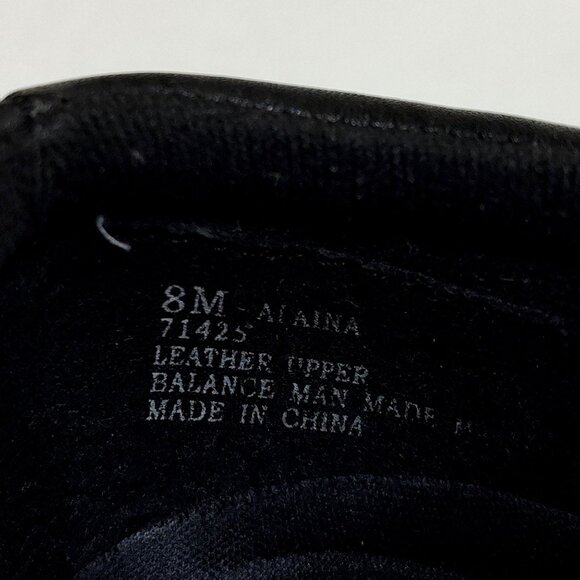 8M - ALAINA
71425
LEATHER UPPER
BALANCE MAN MADE
MADE IN CHINA